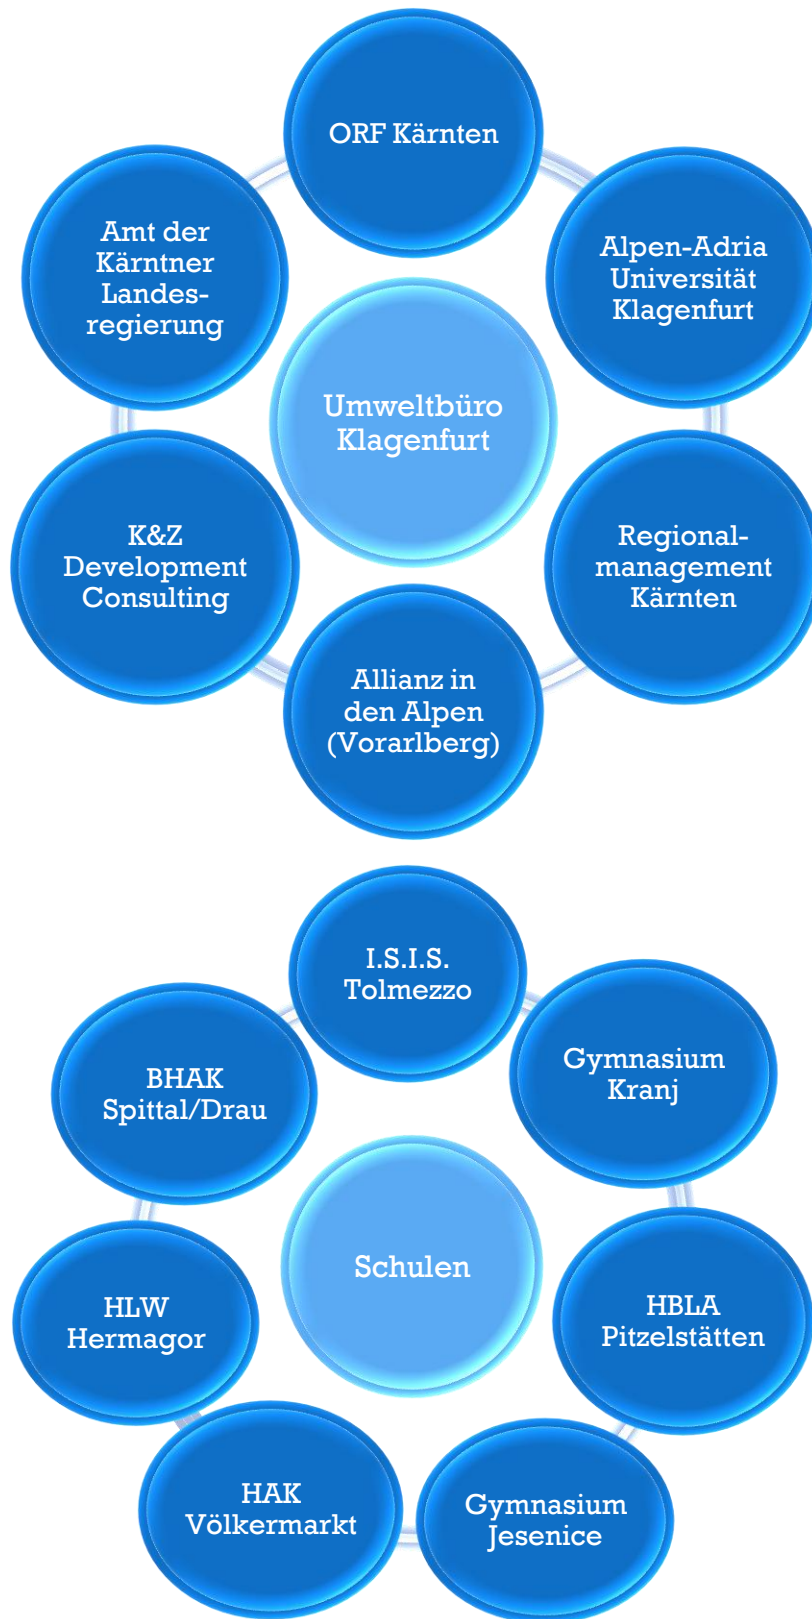 ORF Kärnten
Amt der
Kärntner
Landes-
regierung
Alpen-Adria
Universität
Klagenfurt
Umweltbüro
Klagenfurt
K&Z
Development
Consulting
Regional-
management
Kärnten
Allianz in
den Alpen
(Vorarlberg)
I.S.I.S.
Tolmezzo
Gymnasium
Kranj
BHAK
Spittal/Drau
Schulen
HLW
Hermagor
HBLA
Pitzelstätten
HAK
Völkermarkt
Gymnasium
Jesenice